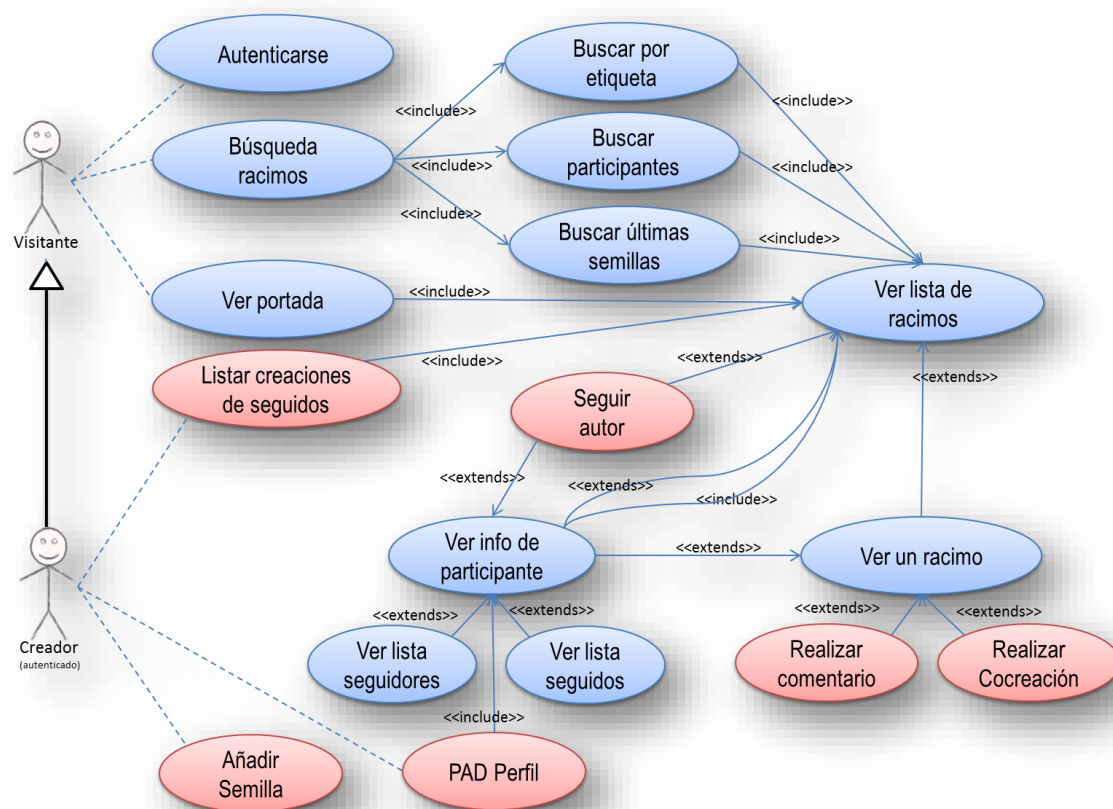 Autenticarse
Buscar por
etiqueta
<<include>>
<<include>>
Búsqueda
racimos
<<include>>
Buscar
participantes
<<include>>
<<include>>
Buscar últimas
semillas
<<include>>
Visitante
Ver portada
<<include>>
Ver lista de
racimos
Listar creaciones
de seguidos
<<include>>
<<extends>>
<<extends>>
Seguir
autor
<<extends>>
<<extends>>
<<include>>
Ver info de
participante
<<extends>>
Ver un racimo
<<extends>>
<<extends>>
<<extends>>
<<extends>>
Creador
(autenticado)
Ver lista
seguidores
Ver lista
seguidos
Realizar
comentario
Realizar
Cocreación
<<include>>
Añadir
Semilla
PAD Perfil